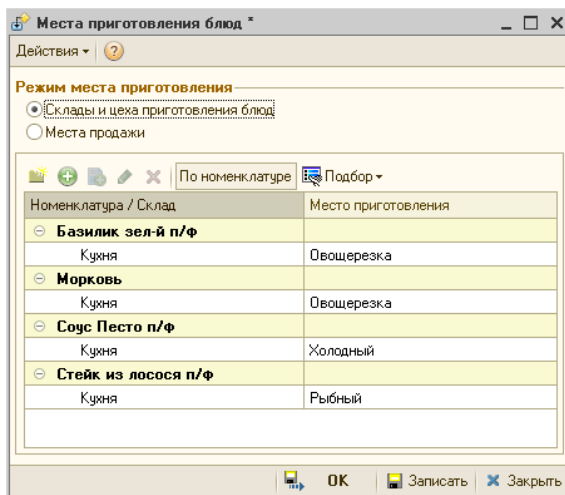 Места приготовления блюд *
Действия
Режим места приготовления
Склады и цеха приготовления блюд
Места продажи
По номенклатуре Подбор
Номенклатура / Склад Место приготовления
Базилик зел-й п/ф
Кухня Овощерезка
Морковь
Кухня Овощерезка
Соус Песто п/ф
Кухня Холодный
Стейк из лосося п/ф
Кухня Рыбный
OK Записать Закрыть